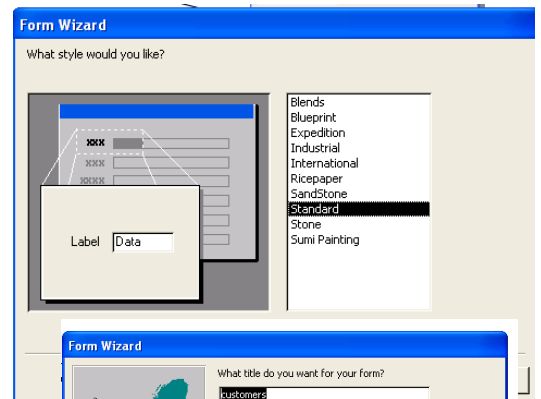 Form Wizard
What style would you like?
Blends
Blueprint
Expedition
Industrial
International
Ricepaper
SandStone
Standard
Stone
Sumi Painting
XXX
XXX
XXXX
Label Data
Form Wizard
What title do you want for your form?
customers